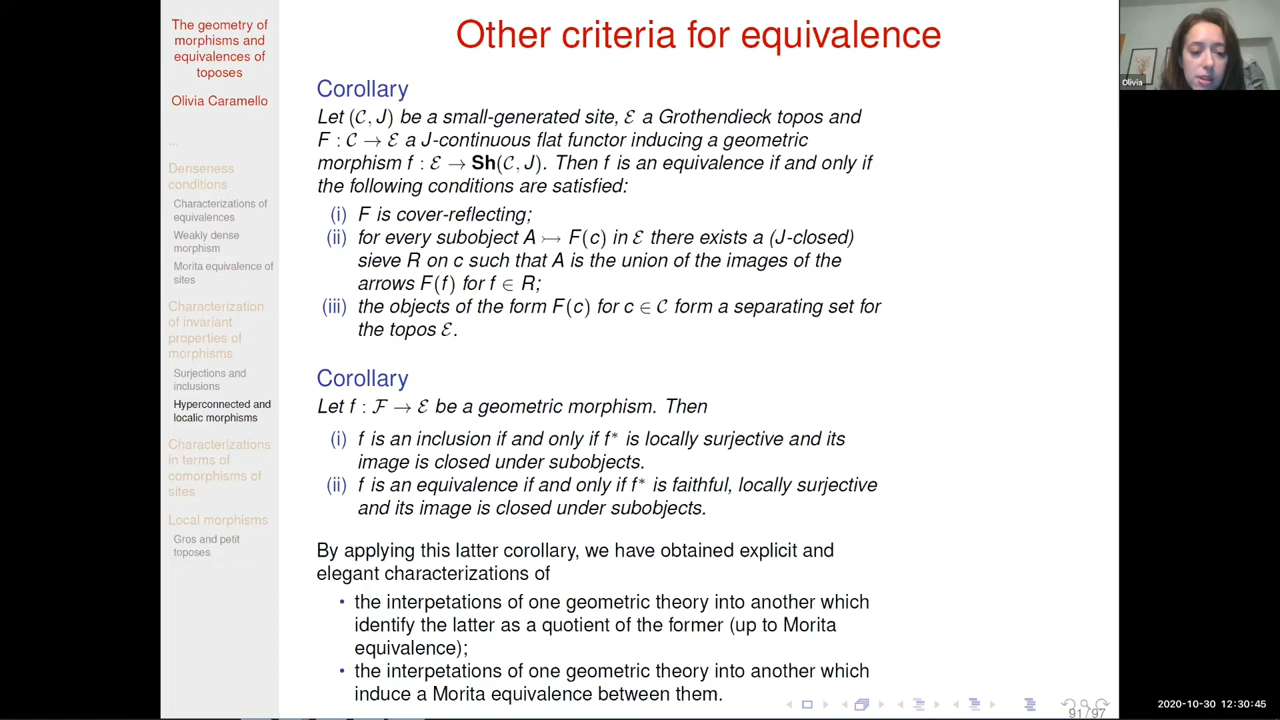 The geometry of
morphisms and
equivalences of
toposes
Olivia Caramello
...
Denseness
conditions
Characterizations of
equivalences
Weakly dense
morphism
Morita equivalence of
sites
Characterization
of invariant
properties of
morphisms
Surjections and
inclusions
Hyperconnected and
localic morphisms
Characterizations
in terms of
comorphisms of
sites
Local morphisms
Gros and petit
toposes
Other criteria for equivalence
Corollary
Let (𝒞, J) be a small-generated site, ℰ a Grothendieck topos and
F : 𝒞 → ℰ a J-continuous flat functor inducing a geometric
morphism f : ℰ → Sh(𝒞, J). Then f is an equivalence if and only if
the following conditions are satisfied:
(i) F is cover-reflecting;
(ii) for every subobject A ↣ F(c) in ℰ there exists a (J-closed)
sieve R on c such that A is the union of the images of the
arrows F(f) for f ∈ R;
(iii) the objects of the form F(c) for c ∈ 𝒞 form a separating set for
the topos ℰ.
Corollary
Let f : ℱ → ℰ be a geometric morphism. Then
(i) f is an inclusion if and only if f* is locally surjective and its
image is closed under subobjects.
(ii) f is an equivalence if and only if f* is faithful, locally surjective
and its image is closed under subobjects.
By applying this latter corollary, we have obtained explicit and
elegant characterizations of
• the interpetations of one geometric theory into another which
identify the latter as a quotient of the former (up to Morita
equivalence);
• the interpetations of one geometric theory into another which
induce a Morita equivalence between them.
91/97
Olivia
2020-10-30 12:30:45